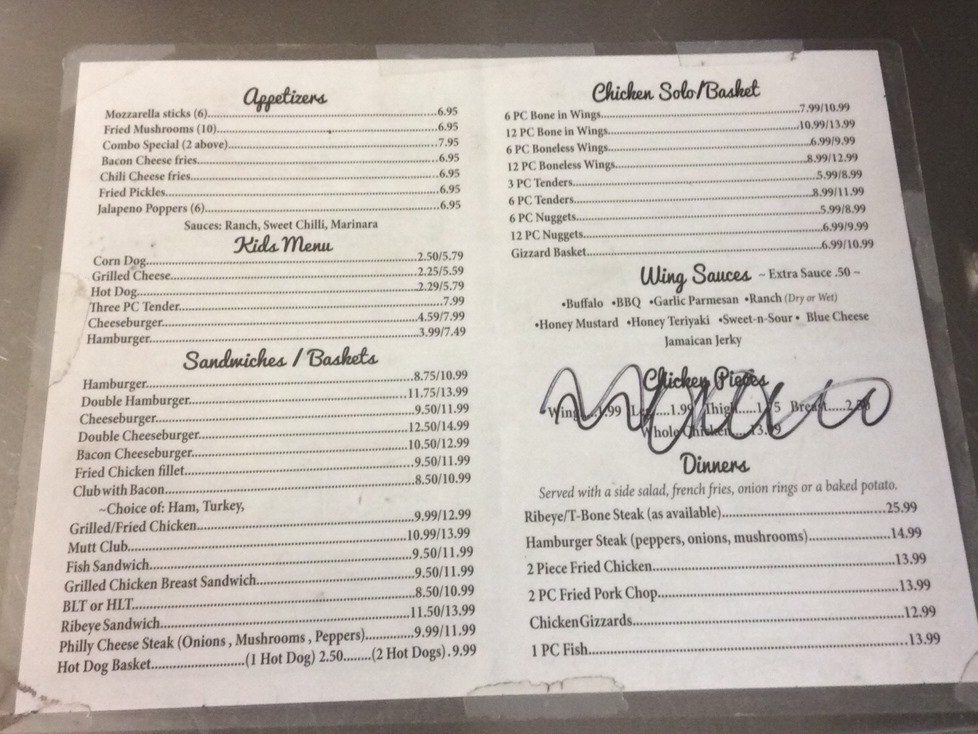 Appetizers
Mozzarella sticks (6)....6.95
Fried Mushrooms (10)....6.95
Combo Special (2 above)....7.95
Bacon Cheese fries....6.95
Chili Cheese fries....6.95
Fried Pickles....6.95
Jalapeno Poppers (6)....6.95
Sauces: Ranch, Sweet Chilli, Marinara
Kids Menu
Corn Dog....2.50/5.79
Grilled Cheese....2.25/5.59
Hot Dog....2.29/5.79
Three PC Tender....7.99
Cheeseburger....4.59/7.99
Hamburger....3.99/7.49
Sandwiches / Baskets
Hamburger....8.75/10.99
Double Hamburger....11.75/13.99
Cheeseburger....9.50/11.99
Double Cheeseburger....12.50/14.99
Bacon Cheeseburger....10.50/12.99
Fried Chicken fillet....9.50/11.99
Club with Bacon....8.50/10.99
~Choice of: Ham, Turkey,
Grilled/Fried Chicken....9.99/12.99
Mutt Club....10.99/13.99
Fish Sandwich....9.50/11.99
Grilled Chicken Breast Sandwich....9.50/11.99
BLT or HLT....8.50/10.99
Ribeye Sandwich....11.50/13.99
Philly Cheese Steak (Onions , Mushrooms , Peppers)....9.99/11.99
Hot Dog Basket....(1 Hot Dog) 2.50....(2 Hot Dogs).9.99
Chicken Solo/Basket
6 PC Bone in Wings....7.99/10.99
12 PC Bone in Wings....10.99/13.99
6 PC Boneless Wings....6.99/9.99
12 PC Boneless Wings....8.99/12.99
3 PC Tenders....5.99/8.99
6 PC Tenders....8.99/11.99
6 PC Nuggets....5.99/8.99
12 PC Nuggets....6.99/9.99
Gizzard Basket....6.99/10.99
Wing Sauces ~ Extra Sauce .50 ~
•Buffalo •BBQ •Garlic Parmesan •Ranch (Dry or Wet)
•Honey Mustard •Honey Teriyaki •Sweet-n-Sour • Blue Cheese
Jamaican Jerky
Chicken Pieces
Wing 1.99 Thigh Breast
Whole Chicken
Dinners
Served with a side salad, french fries, onion rings or a baked potato.
Ribeye/T-Bone Steak (as available)....25.99
Hamburger Steak (peppers, onions, mushrooms)....14.99
2 Piece Fried Chicken....13.99
2 PC Fried Pork Chop....13.99
Chicken Gizzards....12.99
1 PC Fish....13.99